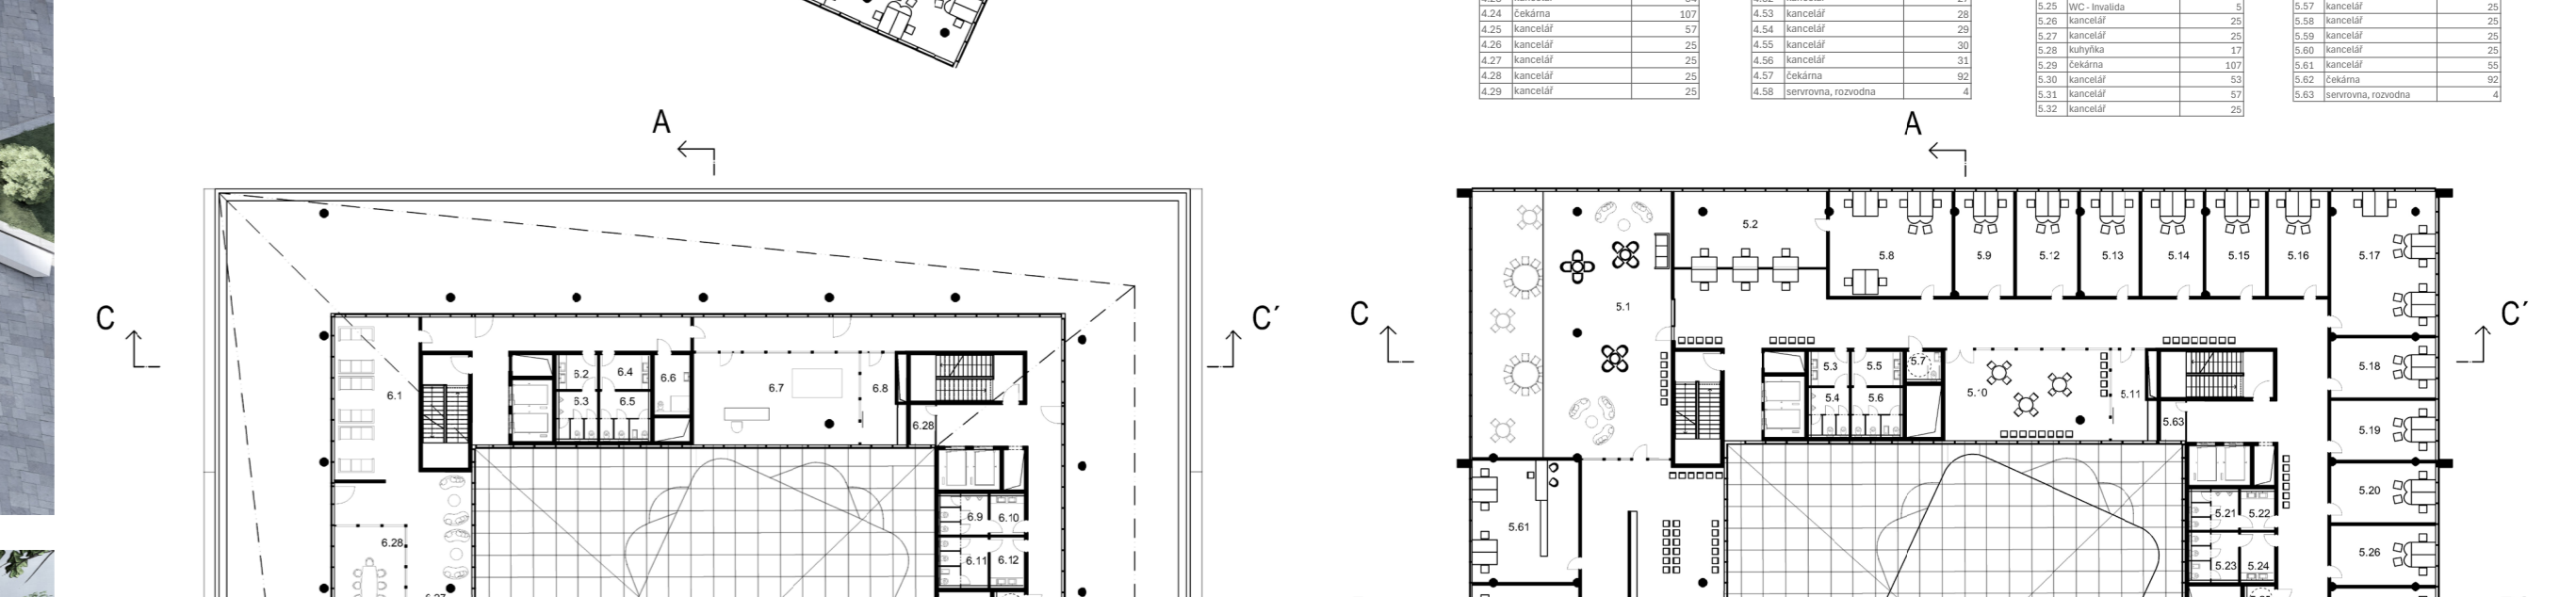 4.24 čekárna 107
4.25 kancelář 57
4.26 kancelář 25
4.27 kancelář 25
4.28 kancelář 25
4.29 kancelář 25
4.53 kancelář 28
4.54 kancelář 29
4.55 kancelář 30
4.56 kancelář 31
4.57 čekárna 92
4.58 servrovna, rozvodna 4
5.25 WC - Invalida 5
5.26 kancelář 25
5.27 kancelář 25
5.28 kuhyňka 17
5.29 čekárna 107
5.30 kancelář 53
5.31 kancelář 57
5.32 kancelář 25
5.57 kancelář 25
5.58 kancelář 25
5.59 kancelář 25
5.60 kancelář 25
5.61 kancelář 55
5.62 čekárna 92
5.63 servrovna, rozvodna 4
A
C
C´
6.1
6.2
6.4
6.6
6.3
6.5
6.7
6.8
6.28
6.9
6.10
6.11
6.12
6.28
A
C
C´
5.2
5.8
5.9
5.12
5.13
5.14
5.15
5.16
5.17
5.1
5.3
5.5
5.7
5.4
5.6
5.10
5.11
5.63
5.18
5.19
5.20
5.21
5.22
5.23
5.24
5.26
5.61